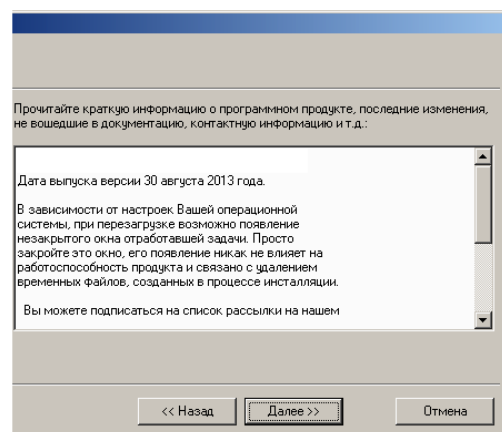 Прочитайте краткую информацию о программном продукте, последние изменения,
не вошедшие в документацию, контактную информацию и т.д.:
Дата выпуска версии 30 августа 2013 года.
В зависимости от настроек Вашей операционной
системы, при перезагрузке возможно появление
незакрытого окна отработавшей задачи. Просто
закройте это окно, его появление никак не влияет на
работоспособность продукта и связано с удалением
временных файлов, созданных в процессе инсталляции.
Вы можете подписаться на список рассылки на нашем
<< Назад
Далее >>
Отмена